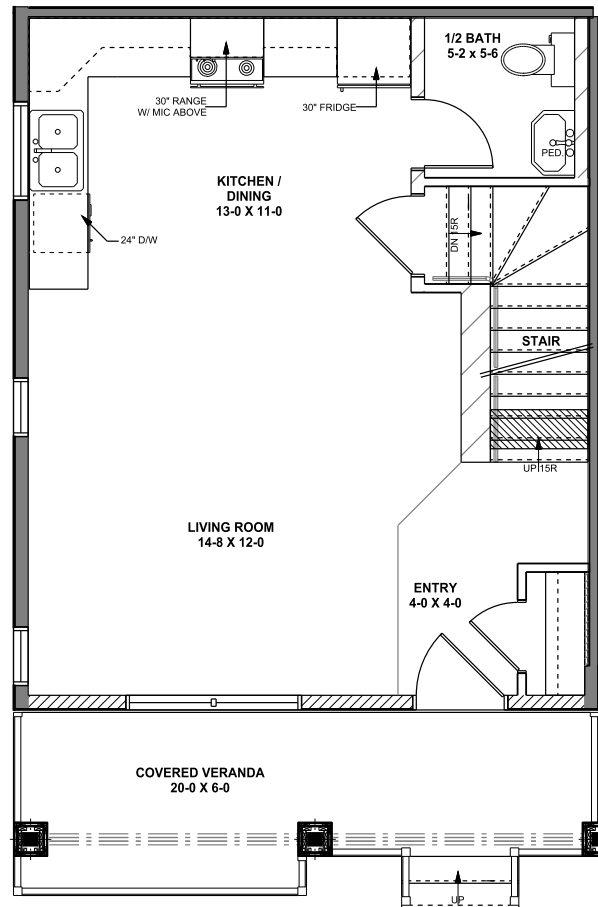 1/2 BATH
5-2 x 5-6
30" RANGE
W/ MIC ABOVE
30" FRIDGE
PED.
KITCHEN /
DINING
13-0 X 11-0
24" D/W
DN 15R
STAIR
UP 15R
LIVING ROOM
14-8 X 12-0
ENTRY
4-0 X 4-0
COVERED VERANDA
20-0 X 6-0
UP